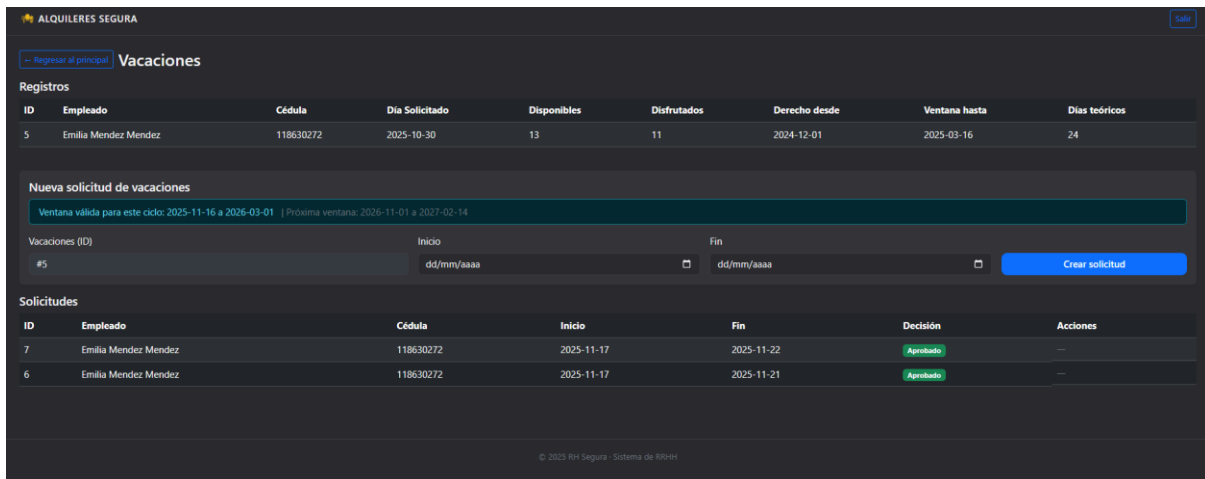 ALQUILERES SEGURA Salir
← Regresar al principal Vacaciones
Registros
ID Empleado Cédula Día Solicitado Disponibles Disfrutados Derecho desde Ventana hasta Días teóricos
5 Emilia Mendez Mendez 118630272 2025-10-30 13 11 2024-12-01 2025-03-16 24
Nueva solicitud de vacaciones
Ventana válida para este ciclo: 2025-11-16 a 2026-03-01 | Próxima ventana: 2026-11-01 a 2027-02-14
Vacaciones (ID) Inicio Fin
#5 dd/mm/aaaa dd/mm/aaaa Crear solicitud
Solicitudes
ID Empleado Cédula Inicio Fin Decisión Acciones
7 Emilia Mendez Mendez 118630272 2025-11-17 2025-11-22 Aprobado —
6 Emilia Mendez Mendez 118630272 2025-11-17 2025-11-21 Aprobado —
© 2025 RH Segura · Sistema de RRHH